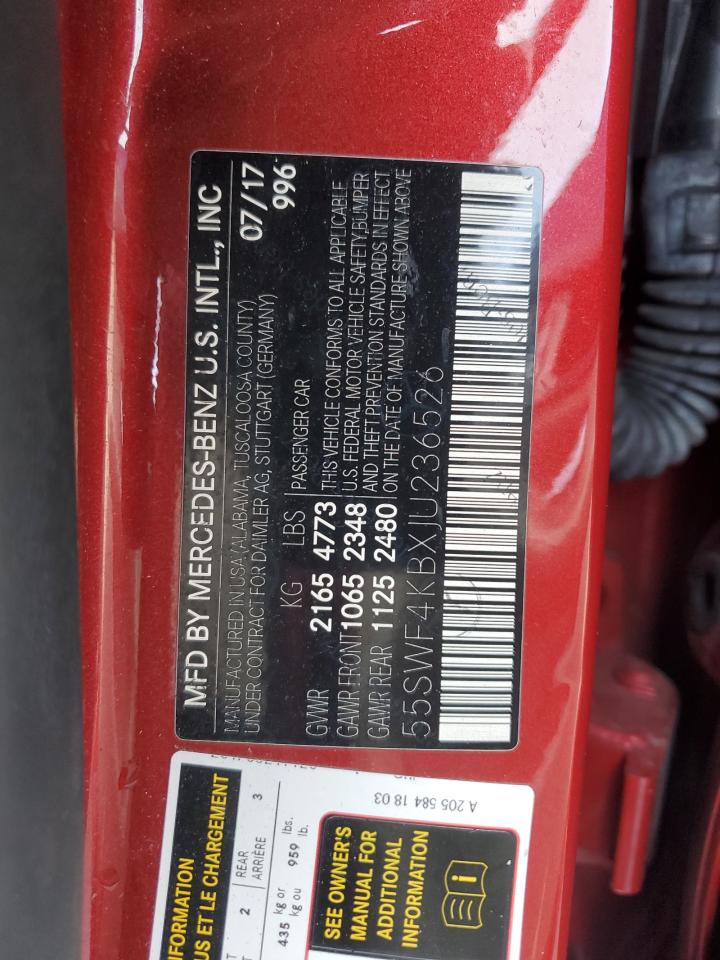 MFD BY MERCEDES-BENZ U.S. INTL., INC
MANUFACTURED IN USA (ALABAMA, TUSCALOOSA COUNTY) 07/17
UNDER CONTRACT FOR DAIMLER AG, STUTTGART (GERMANY) 996
KG LBS PASSENGER CAR
GVWR 2165 4773 THIS VEHICLE CONFORMS TO ALL APPLICABLE
GAWR FRONT 1065 2348 U.S. FEDERAL MOTOR VEHICLE SAFETY, BUMPER
GAWR REAR 1125 2480 AND THEFT PREVENTION STANDARDS IN EFFECT
ON THE DATE OF MANUFACTURE SHOWN ABOVE
55SWF4KBXJU236526
INFORMATION
US ET LE CHARGEMENT
2 REAR 3
ARRIÈRE
435 kg or lbs.
kg ou 959 lb.
SEE OWNER'S
MANUAL FOR
ADDITIONAL
INFORMATION
i
A 205 584 18 03